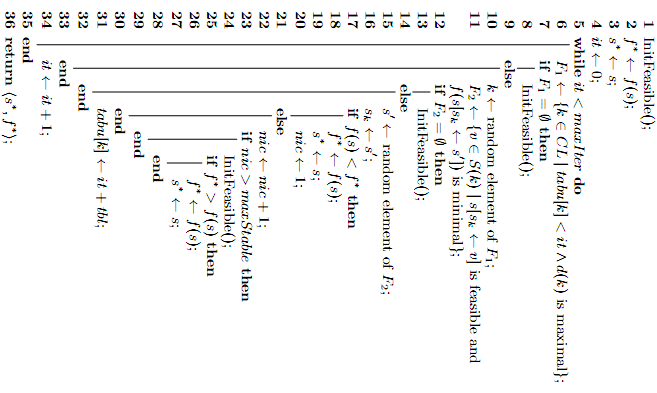 1 InitFeasible();
2 f* ← f(s);
3 s* ← s;
4 it ← 0;
5 while it < maxIter do
6 F₁ ← {k ∈ CL | tabu[k] < it ∧ d(k) is maximal};
7 if F₁ = ∅ then
8 InitFeasible();
9 else
10 k ← random element of F₁;
11 F₂ ← {v ∈ S(k) | s[sₖ ← v] is feasible and
f(s[sₖ ← s′]) is minimal};
12 if F₂ = ∅ then
13 InitFeasible();
14 else
15 s′ ← random element of F₂;
16 sₖ ← s′;
17 if f(s) < f* then
18 f* ← f(s);
19 s* ← s;
20 nic ← 1;
21 else
22 nic ← nic + 1;
23 if nic > maxStable then
24 InitFeasible();
25 if f* > f(s) then
26 f* ← f(s);
27 s* ← s;
28 end
29 end
30 end
31 tabu[k] ← it + tbl;
32 end
33 end
34 it ← it + 1;
35 end
36 return ⟨s*, f*⟩;